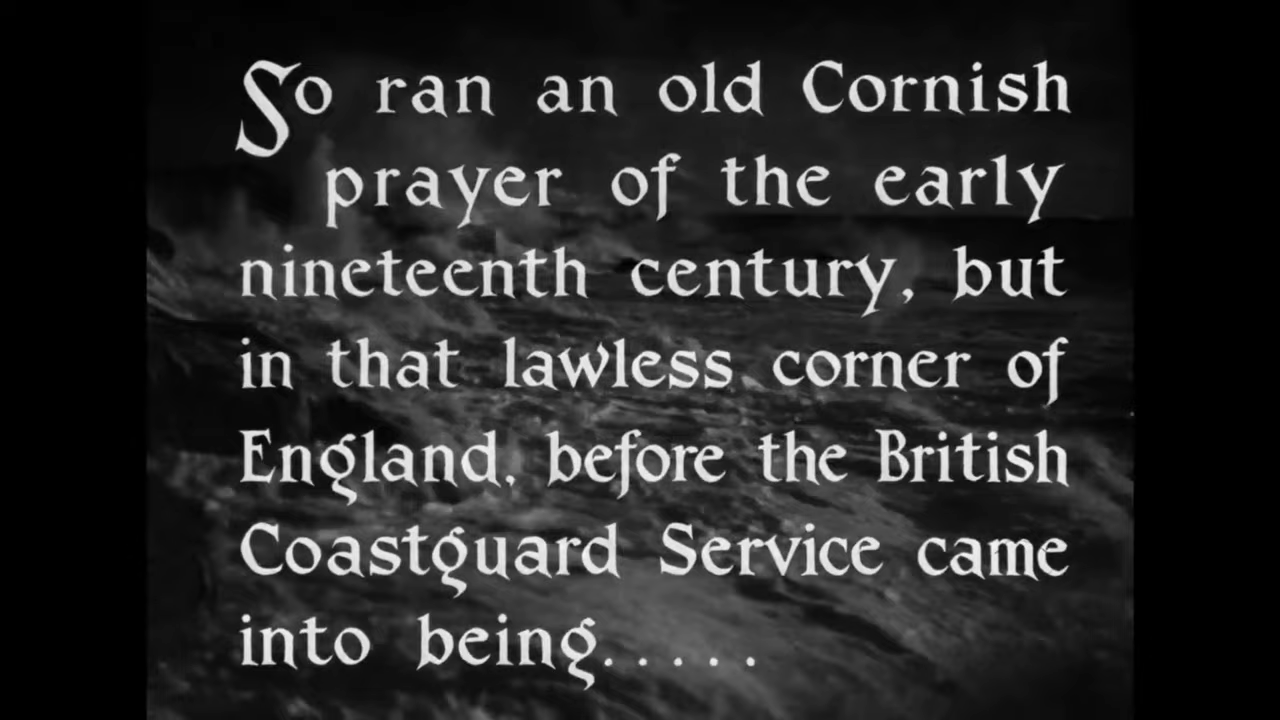 So ran an old Cornish
prayer of the early
nineteenth century, but
in that lawless corner of
England, before the British
Coastguard Service came
into being.....